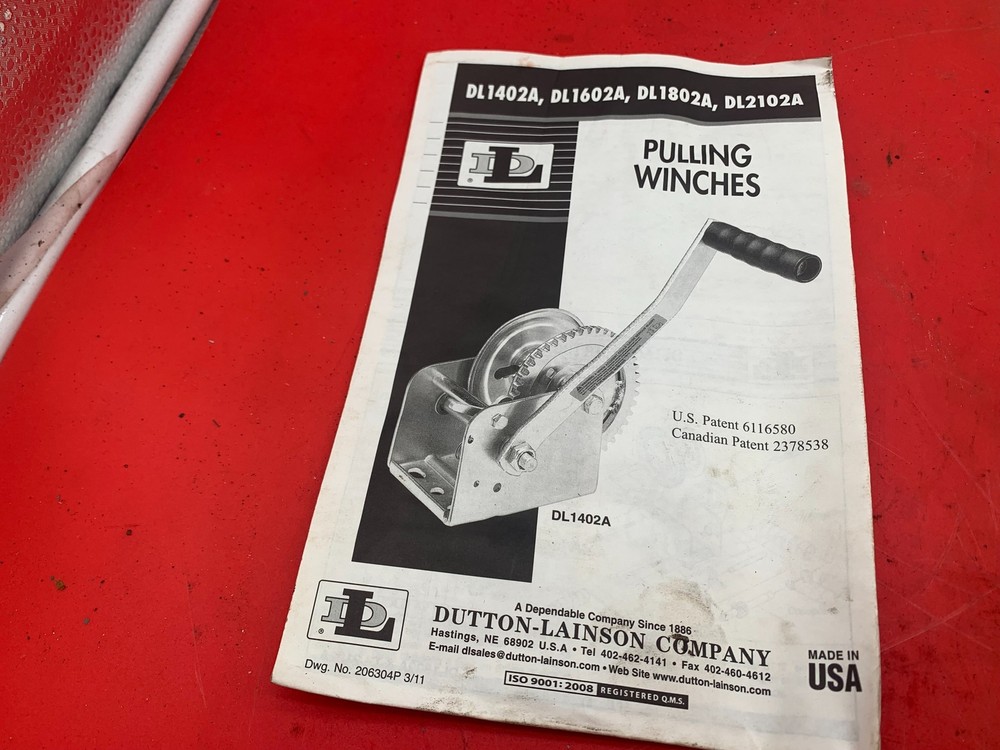 DL1402A, DL1602A, DL1802A, DL2102A
DL
®
PULLING
WINCHES
U.S. Patent 6116580
Canadian Patent 2378538
DL1402A
DL
®
A Dependable Company Since 1886
DUTTON-LAINSON COMPANY
Hastings, NE 68902 U.S.A • Tel 402-462-4141 • Fax 402-460-4612
E-mail dlsales@dutton-lainson.com • Web Site www.dutton-lainson.com
ISO 9001: 2008 REGISTERED Q.M.S.
MADE IN
USA
Dwg. No. 206304P 3/11